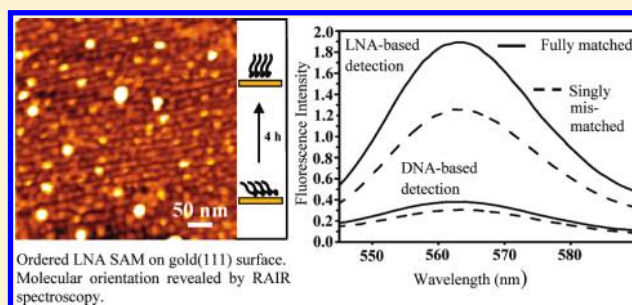 50 nm
4 h
Ordered LNA SAM on gold(111) surface.
Molecular orientation revealed by RAIR
spectroscopy.
Fluorescence Intensity
2.0
1.8
1.6
1.4
1.2
1.0
0.8
0.6
0.4
0.2
0.0
LNA-based
detection
Fully matched
Singly
mis-
matched
DNA-based
detection
550
560
570
580
Wavelength (nm)